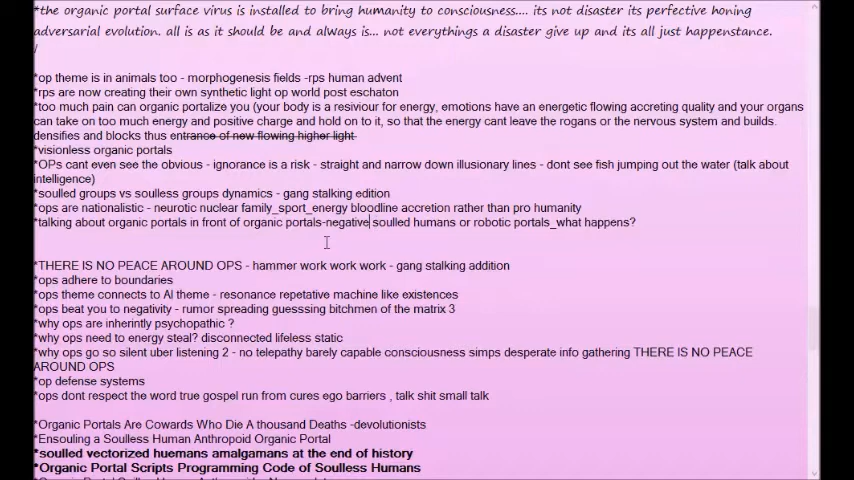 *the organic portal surface virus is installed to bring humanity to consciousness.... its not disaster its perfective honing
adversarial evolution. all is as it should be and always is... not everythings a disaster give up and its all just happenstance.
/
*op theme is in animals too - morphogenesis fields -rps human advent
*rps are now creating their own synthetic light op world post eschaton
*too much pain can organic portalize you (your body is a resiviour for energy, emotions have an energetic flowing accreting quality and your organs
can take on too much energy and positive charge and hold on to it, so that the energy cant leave the rogans or the nervous system and builds.
densifies and blocks thus entrance of new flowing higher light
*visionless organic portals
*OPs cant even see the obvious - ignorance is a risk - straight and narrow down illusionary lines - dont see fish jumping out the water (talk about
intelligence)
*soulled groups vs soulless groups dynamics - gang stalking edition
*ops are nationalistic - neurotic nuclear family_sport_energy bloodline accretion rather than pro humanity
*talking about organic portals in front of organic portals-negative soulled humans or robotic portals_what happens?
*THERE IS NO PEACE AROUND OPS - hammer work work work - gang stalking addition
*ops adhere to boundaries
*ops theme connects to AI theme - resonance repetative machine like existences
*ops beat you to negativity - rumor spreading guesssing bitchmen of the matrix 3
*why ops are inherintly psychopathic ?
*why ops need to energy steal? disconnected lifeless static
*why ops go so silent uber listening 2 - no telepathy barely capable consciousness simps desperate info gathering THERE IS NO PEACE
AROUND OPS
*op defense systems
*ops dont respect the word true gospel run from cures ego barriers , talk shit small talk
*Organic Portals Are Cowards Who Die A thousand Deaths -devolutionists
*Ensouling a Soulless Human Anthropoid Organic Portal
*soulled vectorized huemans amalgamans at the end of history
*Organic Portal Scripts Programming Code of Soulless Humans